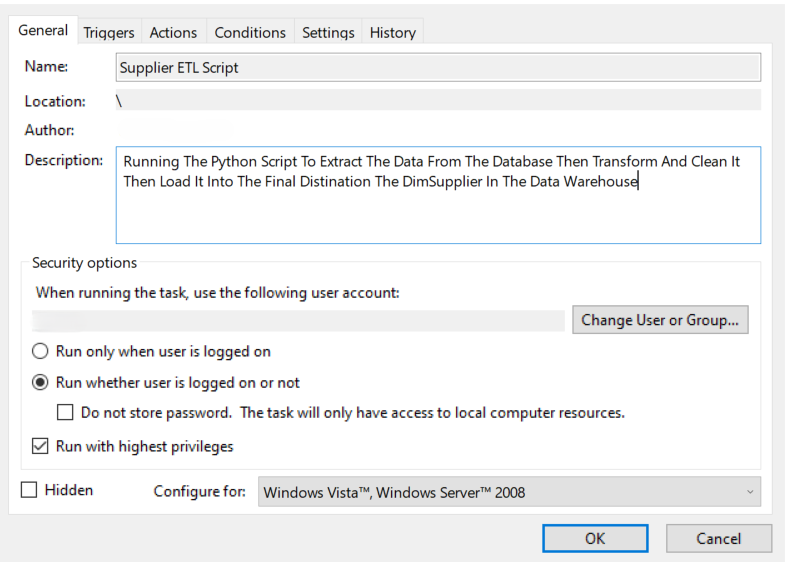 General Triggers Actions Conditions Settings History
Name: Supplier ETL Script
Location: \
Author:
Description: Running The Python Script To Extract The Data From The Database Then Transform And Clean It
Then Load It Into The Final Distination The DimSupplier In The Data Warehouse
Security options
When running the task, use the following user account:
Change User or Group...
Run only when user is logged on
Run whether user is logged on or not
Do not store password. The task will only have access to local computer resources.
Run with highest privileges
Hidden Configure for: Windows Vista™, Windows Server™ 2008
OK Cancel